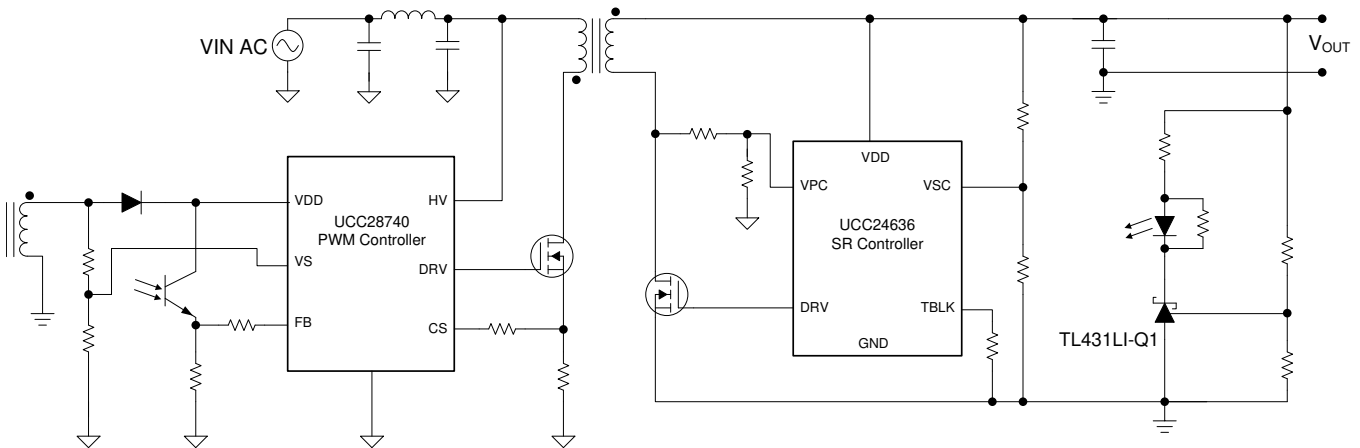 VIN AC
VOUT
VDD
HV
UCC28740
PWM Controller
VS
DRV
FB
CS
VDD
VPC
VSC
UCC24636
SR Controller
DRV
TBLK
GND
TL431LI-Q1